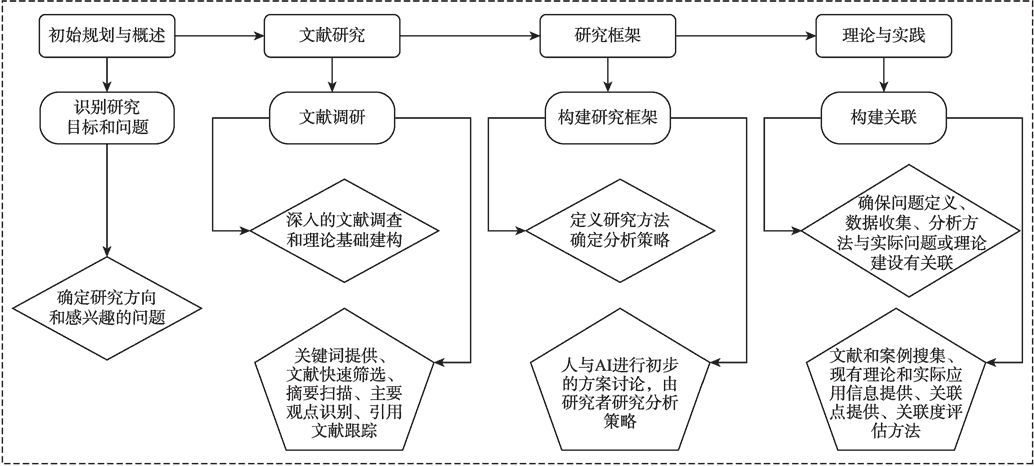 初始规划与概述
文献研究
研究框架
理论与实践
识别研究
目标和问题
文献调研
构建研究框架
构建关联
确定研究方向
和感兴趣的问题
深入的文献调查
和理论基础建构
定义研究方法
确定分析策略
确保问题定义、
数据收集、分析方
法与实际问题或理论
建设有关联
关键词提供、
文献快速筛选、
摘要扫描、主要
观点识别、引用
文献跟踪
人与AI进行初步
的方案讨论，由
研究者研究分析
策略
文献和案例搜集、
现有理论和实际应
用信息提供、关联
点提供、关联度评
估方法